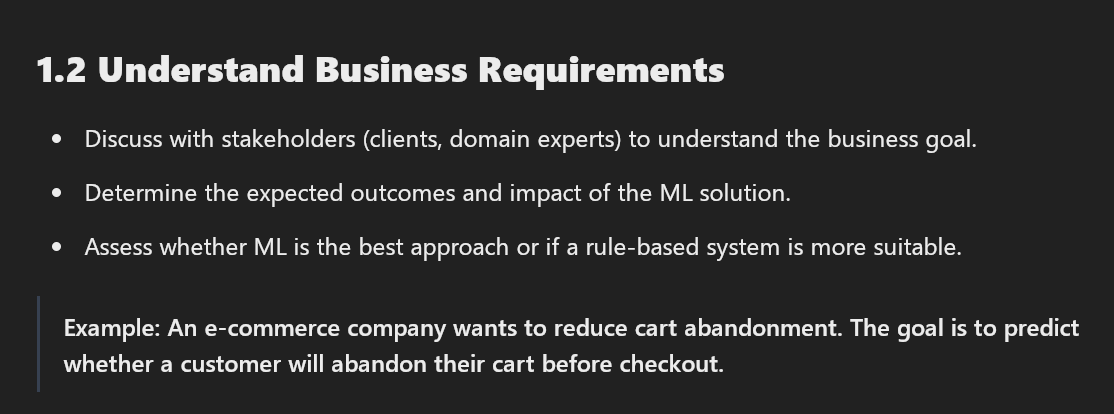 1.2 Understand Business Requirements
• Discuss with stakeholders (clients, domain experts) to understand the business goal.
• Determine the expected outcomes and impact of the ML solution.
• Assess whether ML is the best approach or if a rule-based system is more suitable.
Example: An e-commerce company wants to reduce cart abandonment. The goal is to predict
whether a customer will abandon their cart before checkout.